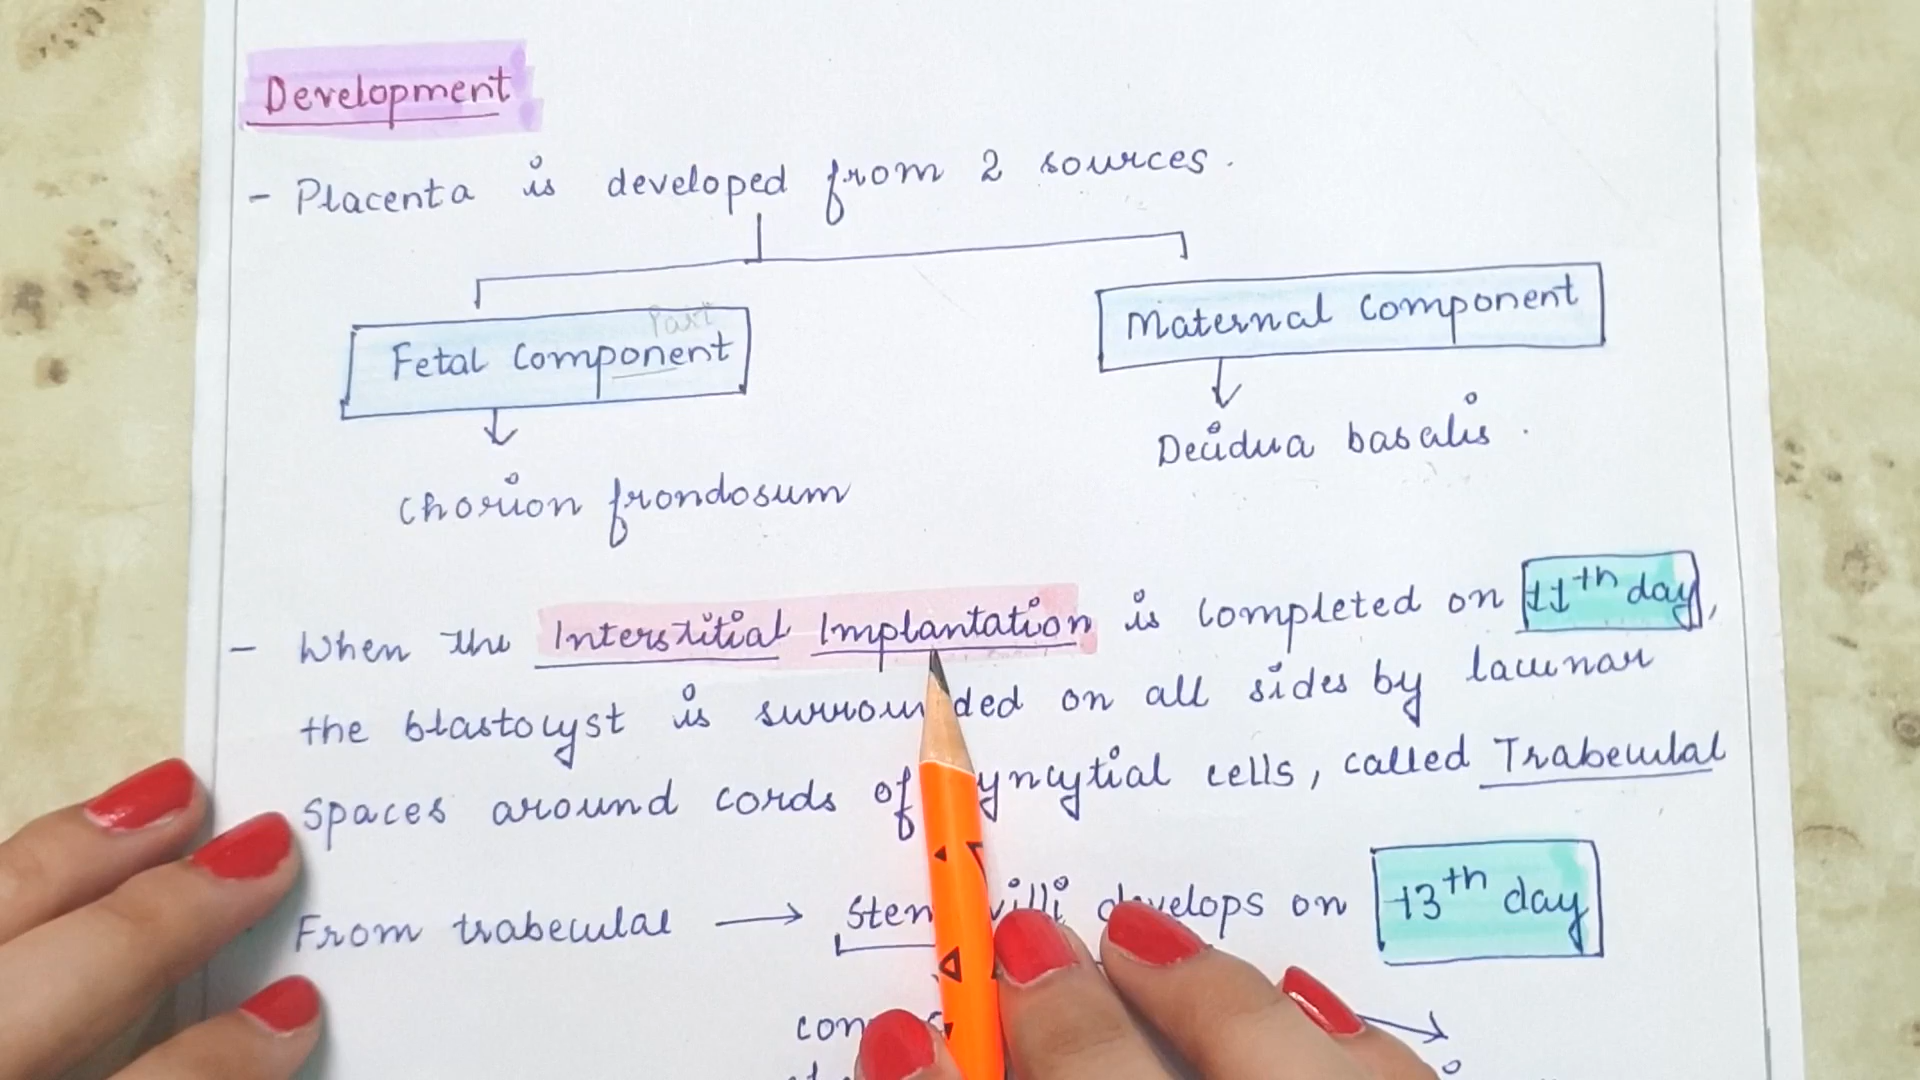 Development
- Placenta is developed from 2 sources.
Part
Fetal Component
Maternal Component
Chorion frondosum
Decidua basalis.
- When the Interstitial Implantation is completed on 11th day,
the blastocyst is surrounded on all sides by lacunar
spaces around cords of syncytial cells, called Trabeculal
From trabeculal → Stem villi develops on 13th day